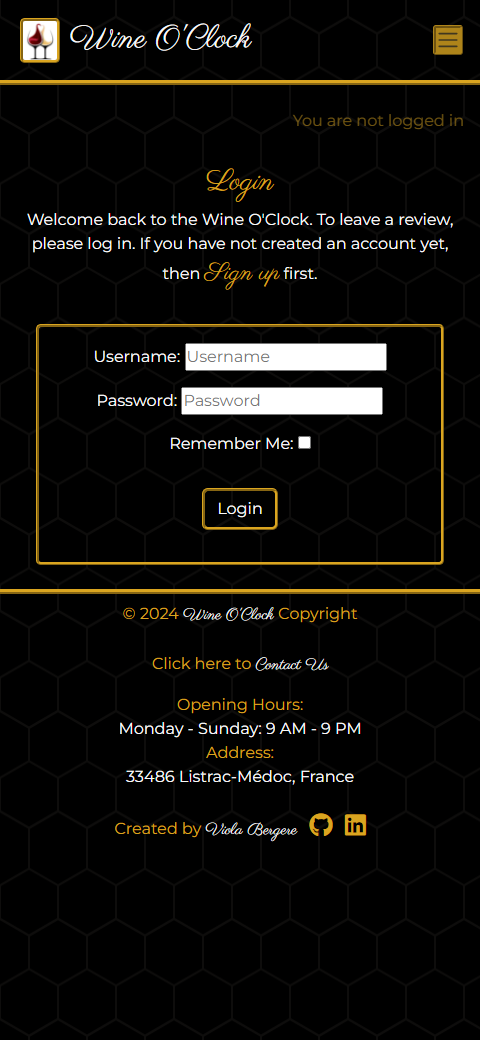 Wine O'Clock
You are not logged in
Login
Welcome back to the Wine O'Clock. To leave a review,
please log in. If you have not created an account yet,
then Sign up first.
Username: Username
Password: Password
Remember Me:
Login
© 2024 Wine O'Clock Copyright
Click here to Contact Us
Opening Hours:
Monday - Sunday: 9 AM - 9 PM
Address:
33486 Listrac-Médoc, France
Created by Viola Bergere